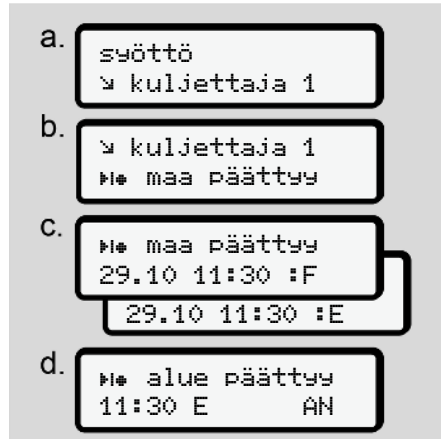 a.
syöttö
↘ kuljettaja 1
b.
↘ kuljettaja 1
maa päättyy
c.
maa päättyy
29.10 11:30 :F
29.10 11:30 :E
d.
alue päättyy
11:30 E AN